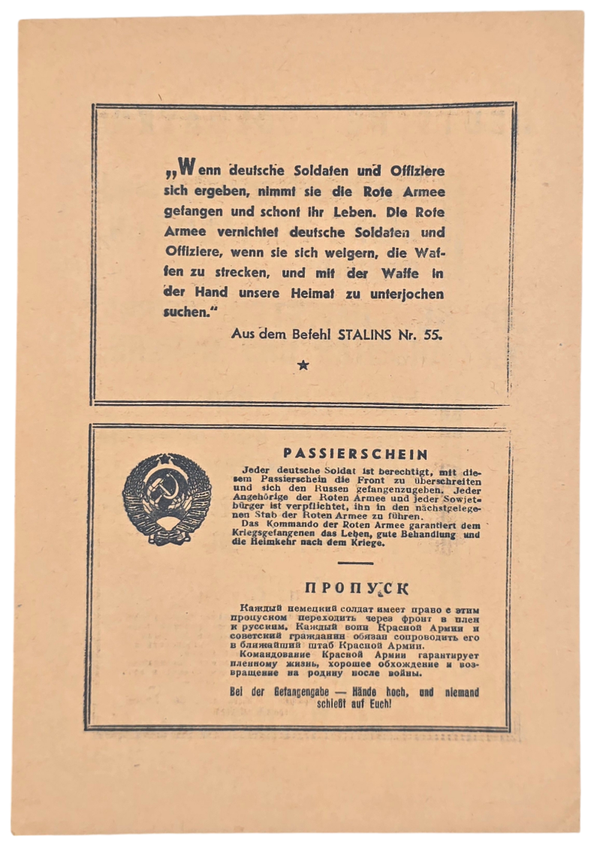 „Wenn deutsche Soldaten und Offiziere
sich ergeben, nimmt sie die Rote Armee
gefangen und schont ihr Leben. Die Rote
Armee vernichtet deutsche Soldaten und
Offiziere, wenn sie sich weigern, die Waf-
fen zu strecken, und mit der Waffe in
der Hand unsere Heimat zu unterjochen
suchen.“
Aus dem Befehl STALINS Nr. 55.
PASSIERSCHEIN
Jeder deutsche Soldat ist berechtigt, mit die-
sem Passierschein die Front zu überschreiten
und sich den Russen gefangenzugeben. Jeder
Angehörige der Roten Armee und jeder Sowjet-
bürger ist verpflichtet, ihn in den nächstgelege-
nen Stab der Roten Armee zu führen.
Das Kommando der Roten Armee garantiert dem
Kriegsgefangenen das Leben, gute Behandlung und
die Heimkehr nach dem Kriege.
ПРОПУСК
Каждый немецкий солдат имеет право с этим
пропуском переходить через фронт в плен
к русским. Каждый воин Красной Армии и
советский гражданин обязан сопроводить его
в ближайший штаб Красной Армии.
Командование Красной Армии гарантирует
пленному жизнь, хорошее обхождение и воз-
вращение на родину после войны.
Bei der Gefangengabe — Hände hoch, und niemand
schießt auf Euch!